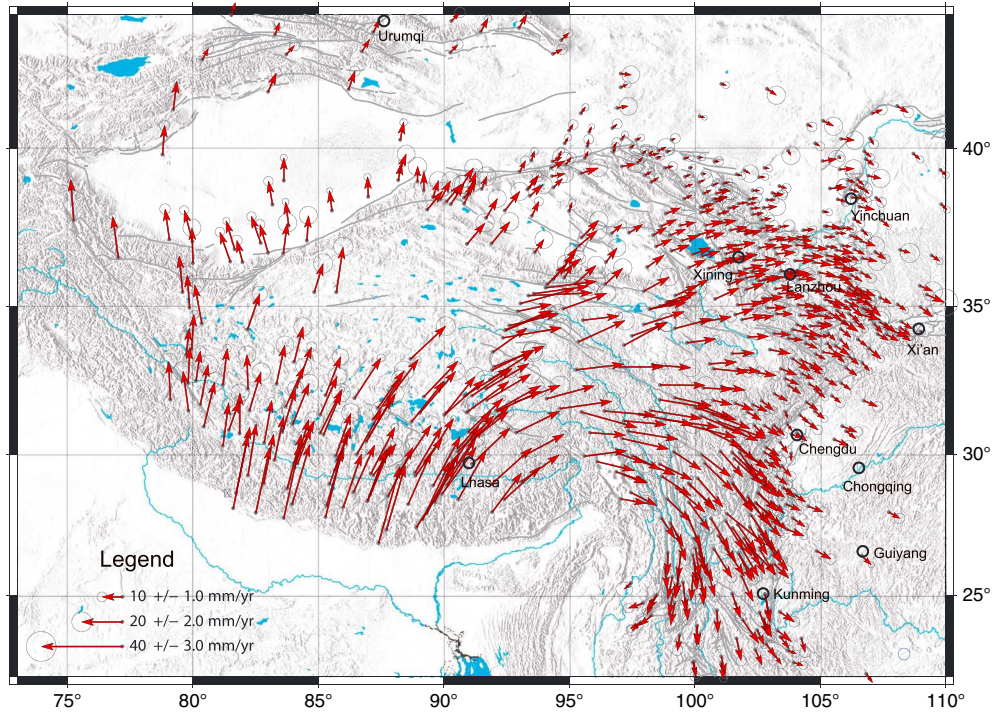 Urumqi
40°
Yinchuan
Xining
Lanzhou
35°
Xi'an
Chengdu
30°
Lhasa
Chongqing
Guiyang
Legend
10 +/− 1.0 mm/yr
20 +/− 2.0 mm/yr
40 +/− 3.0 mm/yr
Kunming
25°
75° 80° 85° 90° 95° 100° 105° 110°